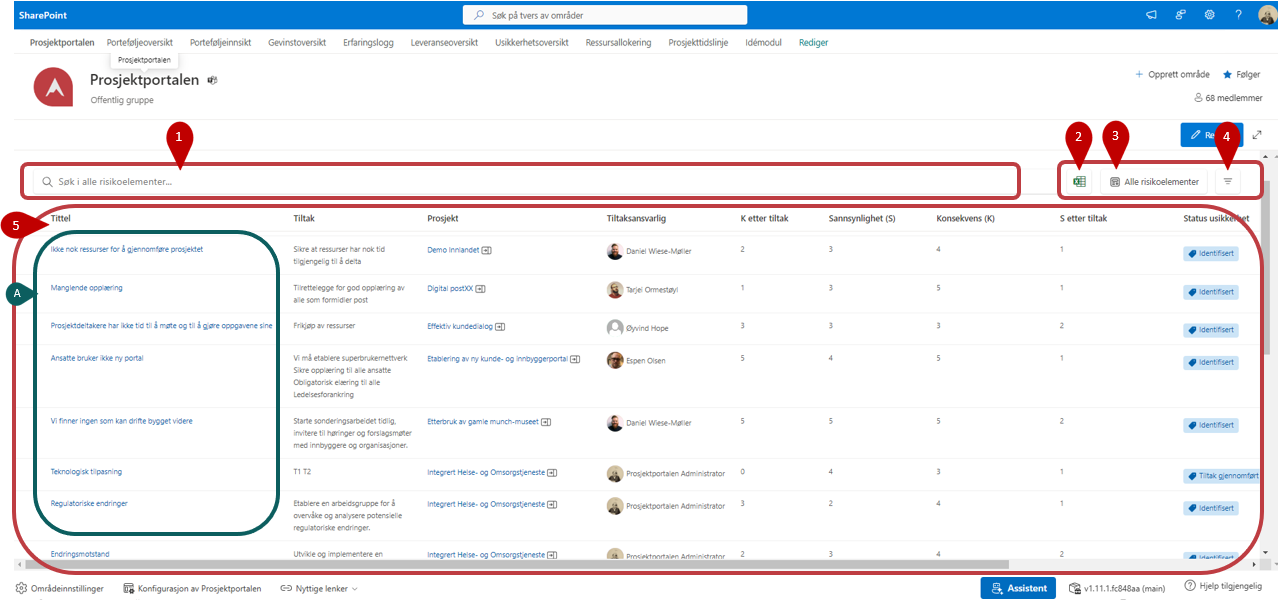 SharePoint
Søk på tvers av områder
Prosjektportalen Porteføljeoversikt Porteføljeinnsikt Gevinstoversikt Erfaringslogg Leveranseoversikt Usikkerhetsoversikt Ressursallokering Prosjekttidslinje Idémodul Rediger
Prosjektportalen
Prosjektportalen
Offentlig gruppe
Opprett område Følger
68 medlemmer
1 2 3 4
Søk i alle risikoelementer...
Alle risikoelementer
5
Tittel Tiltak Prosjekt Tiltaksansvarlig K etter tiltak Sannsynlighet (S) Konsekvens (K) S etter tiltak Status usikkerhet
Ikke nok ressurser for å gjennomføre prosjektet Sikre at ressurser har nok tid Demo Innlandet Daniel Wiese-Møller 2 3 4 1 Identifisert
tilgjengelig til å delta
A
Manglende opplæring Tilrettelegge for god opplæring av Digital postXX Tarjei Ormestøyl 1 3 5 1 Identifisert
alle som formidler post
Prosjektdeltakere har ikke tid til å møte og til å gjøre oppgavene sine Frikjøp av ressurser Effektiv kundedialog Øyvind Hope 3 3 3 2 Identifisert
Ansatte bruker ikke ny portal Vi må etablere superbrukernettverk Etablering av ny kunde- og innbyggerportal Espen Olsen 5 4 5 1 Identifisert
Sikre opplæring til alle ansatte
Obligatorisk elæring til alle
Ledelsesforankring
Vi finner ingen som kan drifte bygget videre Starte sonderingsarbeidet tidlig, Etterbruk av gamle munch-museet Daniel Wiese-Møller 5 5 5 2 Identifisert
invitere til høringer og forslagsmøter
med innbyggere og organisasjoner.
Teknologisk tilpasning T1 T2 Integrert Helse- og Omsorgstjeneste Prosjektportalen Administrator 0 4 3 1 Tiltak gjennomført
Regulatoriske endringer Etablere en arbeidsgruppe for å Integrert Helse- og Omsorgstjeneste Prosjektportalen Administrator 3 2 4 1 Identifisert
overvåke og analysere potensielle
regulatoriske endringer.
Endringsmotstand Utvikle og implementere en Integrert Helse- og Omsorgstjeneste Prosjektportalen Administrator 2 3 4 2 Identifisert
Områdeinnstillinger Konfigurasjon av Prosjektportalen Nyttige lenker Assistent v1.11.1.fc848aa (main) Hjelp tilgjengelig